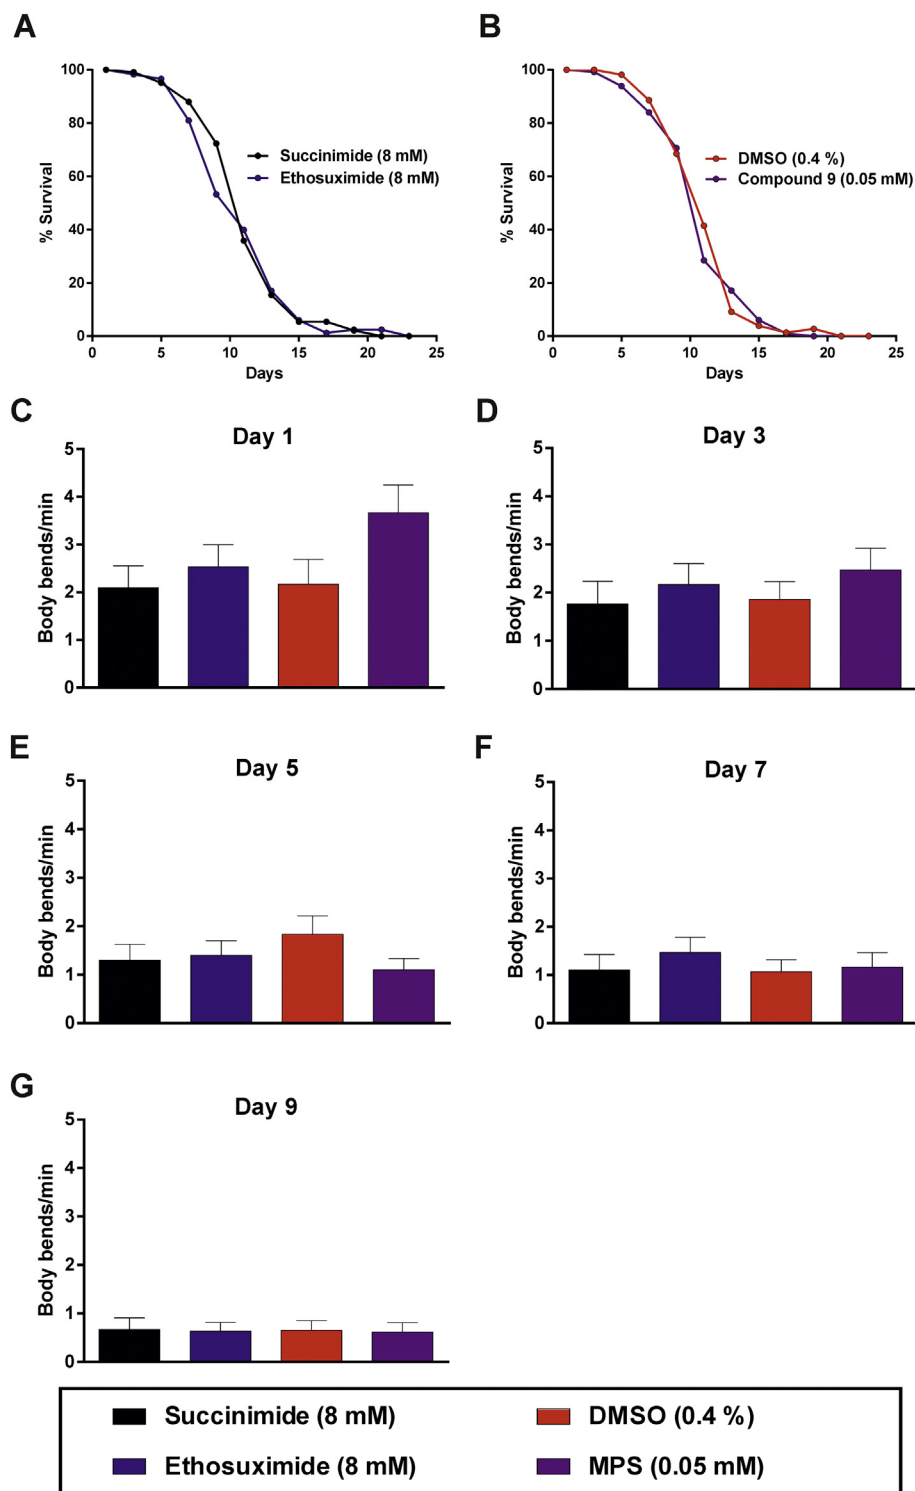 A
B
100
80
60
40
20
0
% Survival
Succinimide (8 mM)
Ethosuximide (8 mM)
0 5 10 15 20 25
Days
100
80
60
40
20
0
% Survival
DMSO (0.4 %)
Compound 9 (0.05 mM)
0 5 10 15 20 25
Days
C
Day 1
5
4
3
2
1
0
Body bends/min
D
Day 3
5
4
3
2
1
0
Body bends/min
E
Day 5
5
4
3
2
1
0
Body bends/min
F
Day 7
5
4
3
2
1
0
Body bends/min
G
Day 9
5
4
3
2
1
0
Body bends/min
Succinimide (8 mM)
DMSO (0.4 %)
Ethosuximide (8 mM)
MPS (0.05 mM)